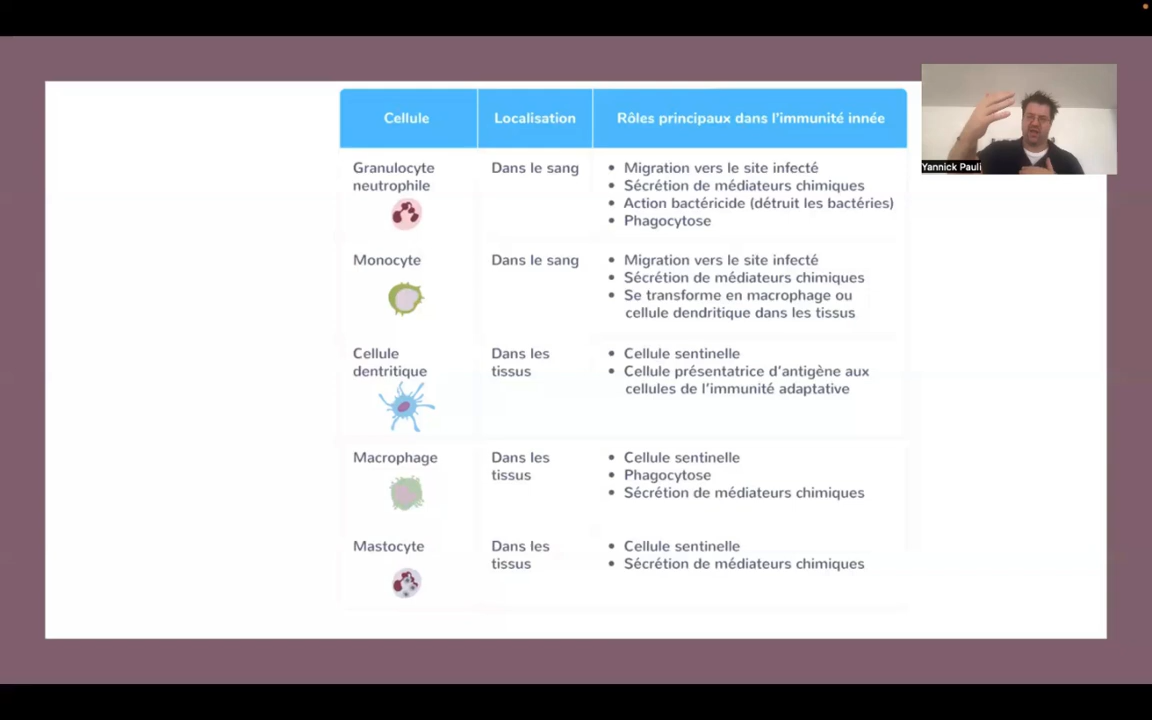 Cellule
Localisation
Rôles principaux dans l'immunité innée
Granulocyte
neutrophile
Dans le sang
• Migration vers le site infecté
• Sécrétion de médiateurs chimiques
• Action bactéricide (détruit les bactéries)
• Phagocytose
Monocyte
Dans le sang
• Migration vers le site infecté
• Sécrétion de médiateurs chimiques
• Se transforme en macrophage ou
cellule dendritique dans les tissus
Cellule
dentritique
Dans les
tissus
• Cellule sentinelle
• Cellule présentatrice d'antigène aux
cellules de l'immunité adaptative
Macrophage
Dans les
tissus
• Cellule sentinelle
• Phagocytose
• Sécrétion de médiateurs chimiques
Mastocyte
Dans les
tissus
• Cellule sentinelle
• Sécrétion de médiateurs chimiques
Yannick Pauli